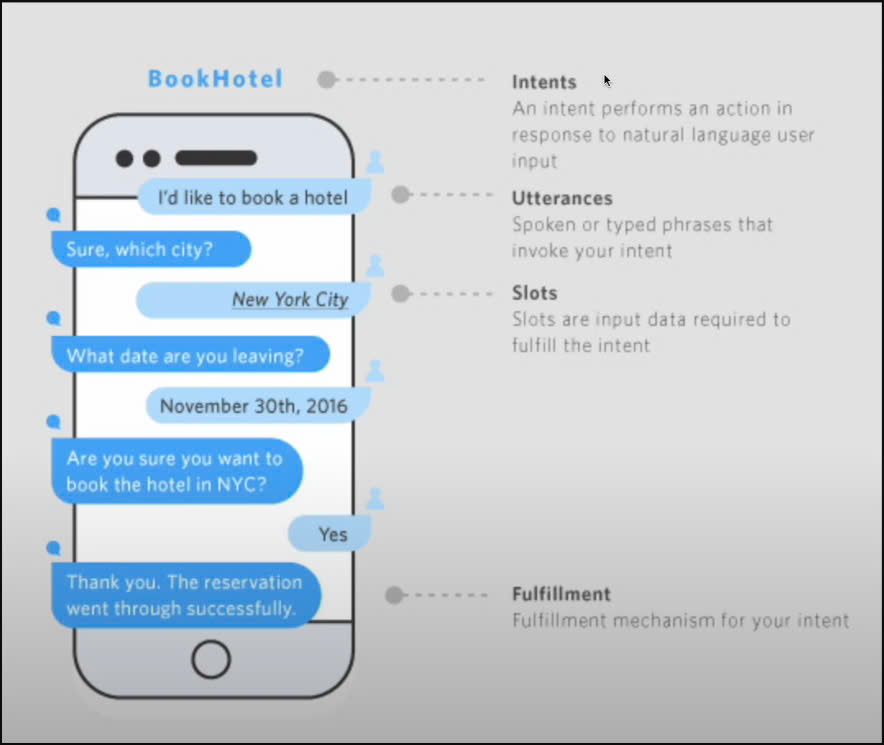 BookHotel
Intents
An intent performs an action in
response to natural language user
input
I'd like to book a hotel
Utterances
Spoken or typed phrases that
invoke your intent
Sure, which city?
New York City
Slots
Slots are input data required to
fulfill the intent
What date are you leaving?
November 30th, 2016
Are you sure you want to
book the hotel in NYC?
Yes
Thank you. The reservation
went through successfully.
Fulfillment
Fulfillment mechanism for your intent